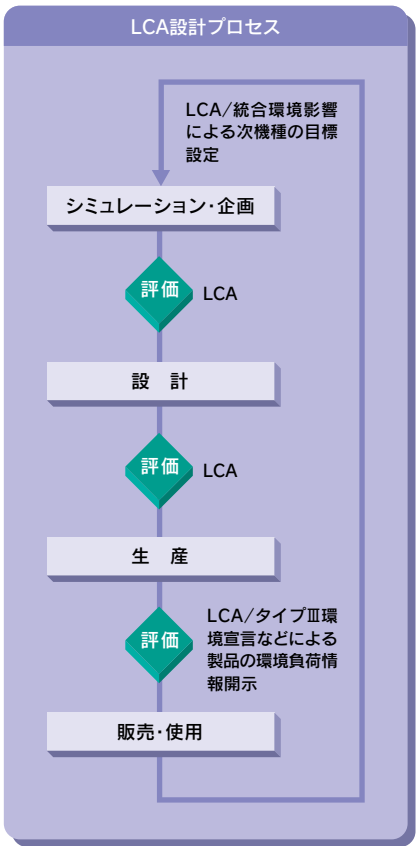 LCA設計プロセス
LCA/統合環境影響
による次機種の目標
設定
シミュレーション・企画
評価
LCA
設　計
評価
LCA
生　産
評価
LCA/タイプⅢ環
境宣言などによる
製品の環境負荷情
報開示
販売・使用